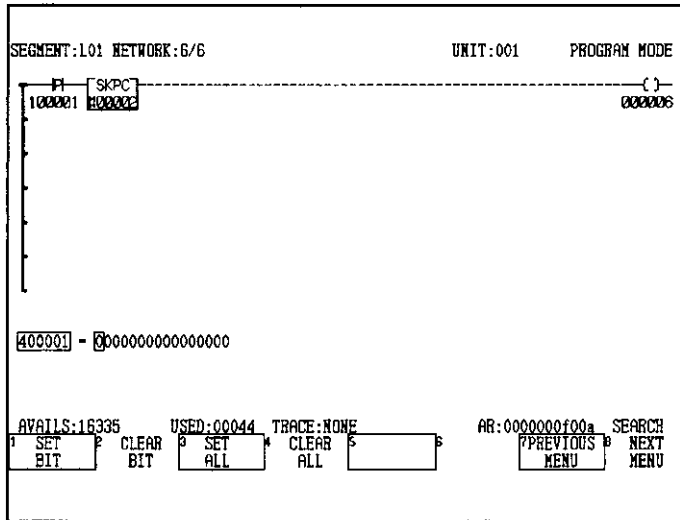 SEGMENT:L01 NETWORK:6/6 UNIT:001 PROGRAM MODE
P SKPC ( )
100001 #00002 000006
400001 = 0000000000000000
AVAILS:16335 USED:00044 TRACE:NONE AR:0000000f00a SEARCH
1 SET BIT 2 CLEAR BIT 3 SET ALL 4 CLEAR ALL 5 6 7 PREVIOUS MENU 8 NEXT MENU